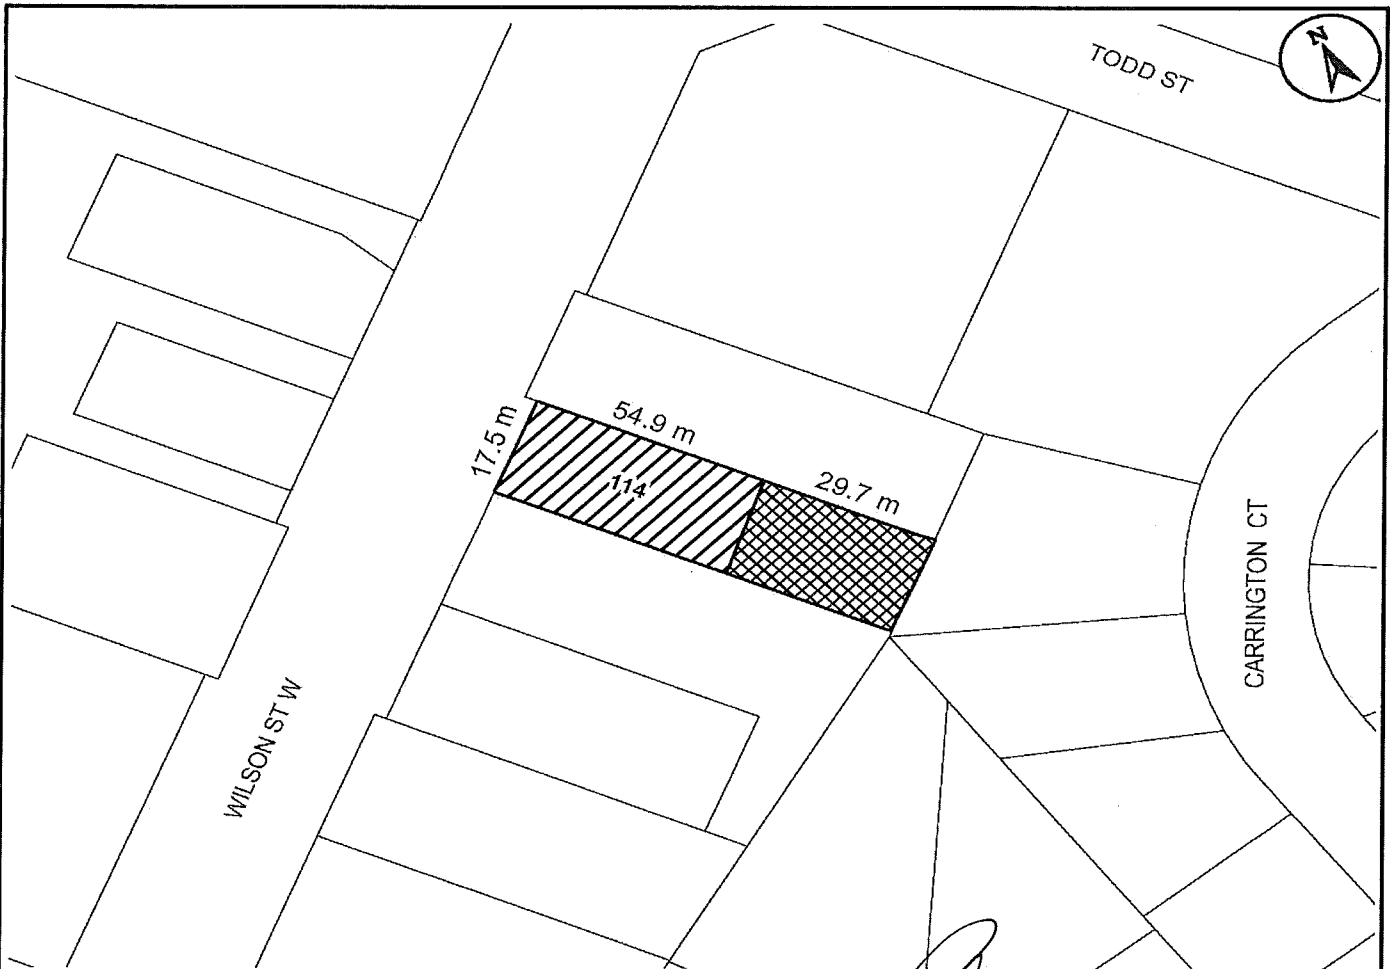 N
TODD ST
54.9 m
17.5 m
29.7 m
114
CARRINGTON CT
WILSON ST W